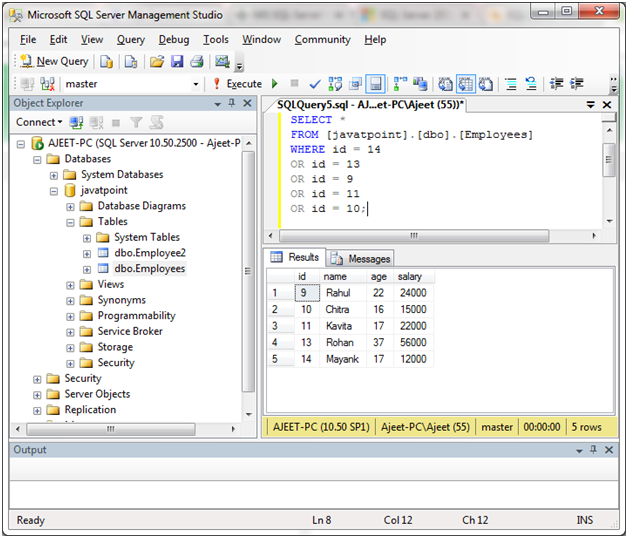 Microsoft SQL Server Management Studio
File Edit View Query Debug Tools Window Community Help
New Query
master Execute
Object Explorer
Connect
AJEET-PC (SQL Server 10.50.2500 - Ajeet-P
Databases
System Databases
javatpoint
Database Diagrams
Tables
System Tables
dbo.Employee2
dbo.Employees
Views
Synonyms
Programmability
Service Broker
Storage
Security
Security
Server Objects
Replication
SQLQuery5.sql - AJ...et-PC\Ajeet (55))*
SELECT *
FROM [javatpoint].[dbo].[Employees]
WHERE id = 14
OR id = 13
OR id = 9
OR id = 11
OR id = 10;
Results Messages
id name age salary
1 9 Rahul 22 24000
2 10 Chitra 16 15000
3 11 Kavita 17 22000
4 13 Rohan 37 56000
5 14 Mayank 17 12000
AJEET-PC (10.50 SP1) Ajeet-PC\Ajeet (55) master 00:00:00 5 rows
Output
Ready Ln 8 Col 12 Ch 12 INS